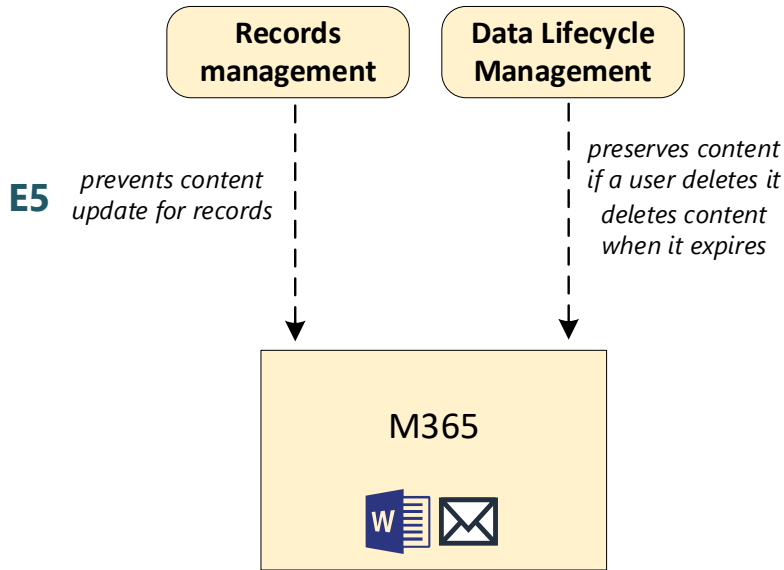 Records
management
Data Lifecycle
Management
E5
prevents content
update for records
preserves content
if a user deletes it
deletes content
when it expires
M365
W